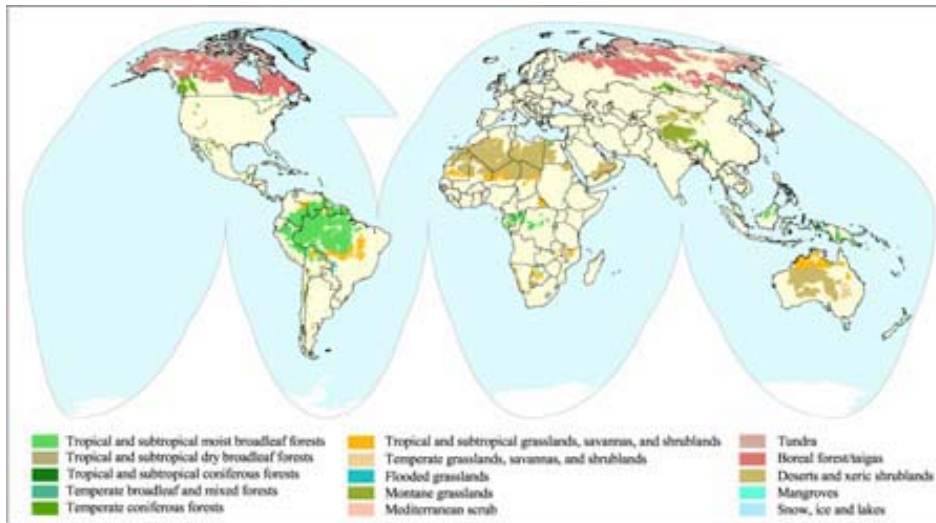 Tropical and subtropical moist broadleaf forests
Tropical and subtropical dry broadleaf forests
Tropical and subtropical coniferous forests
Temperate broadleaf and mixed forests
Temperate coniferous forests
Tropical and subtropical grasslands, savannas, and shrublands
Temperate grasslands, savannas, and shrublands
Flooded grasslands
Montane grasslands
Mediterranean scrub
Tundra
Boreal forest/taigas
Deserts and xeric shrublands
Mangroves
Snow, ice and lakes